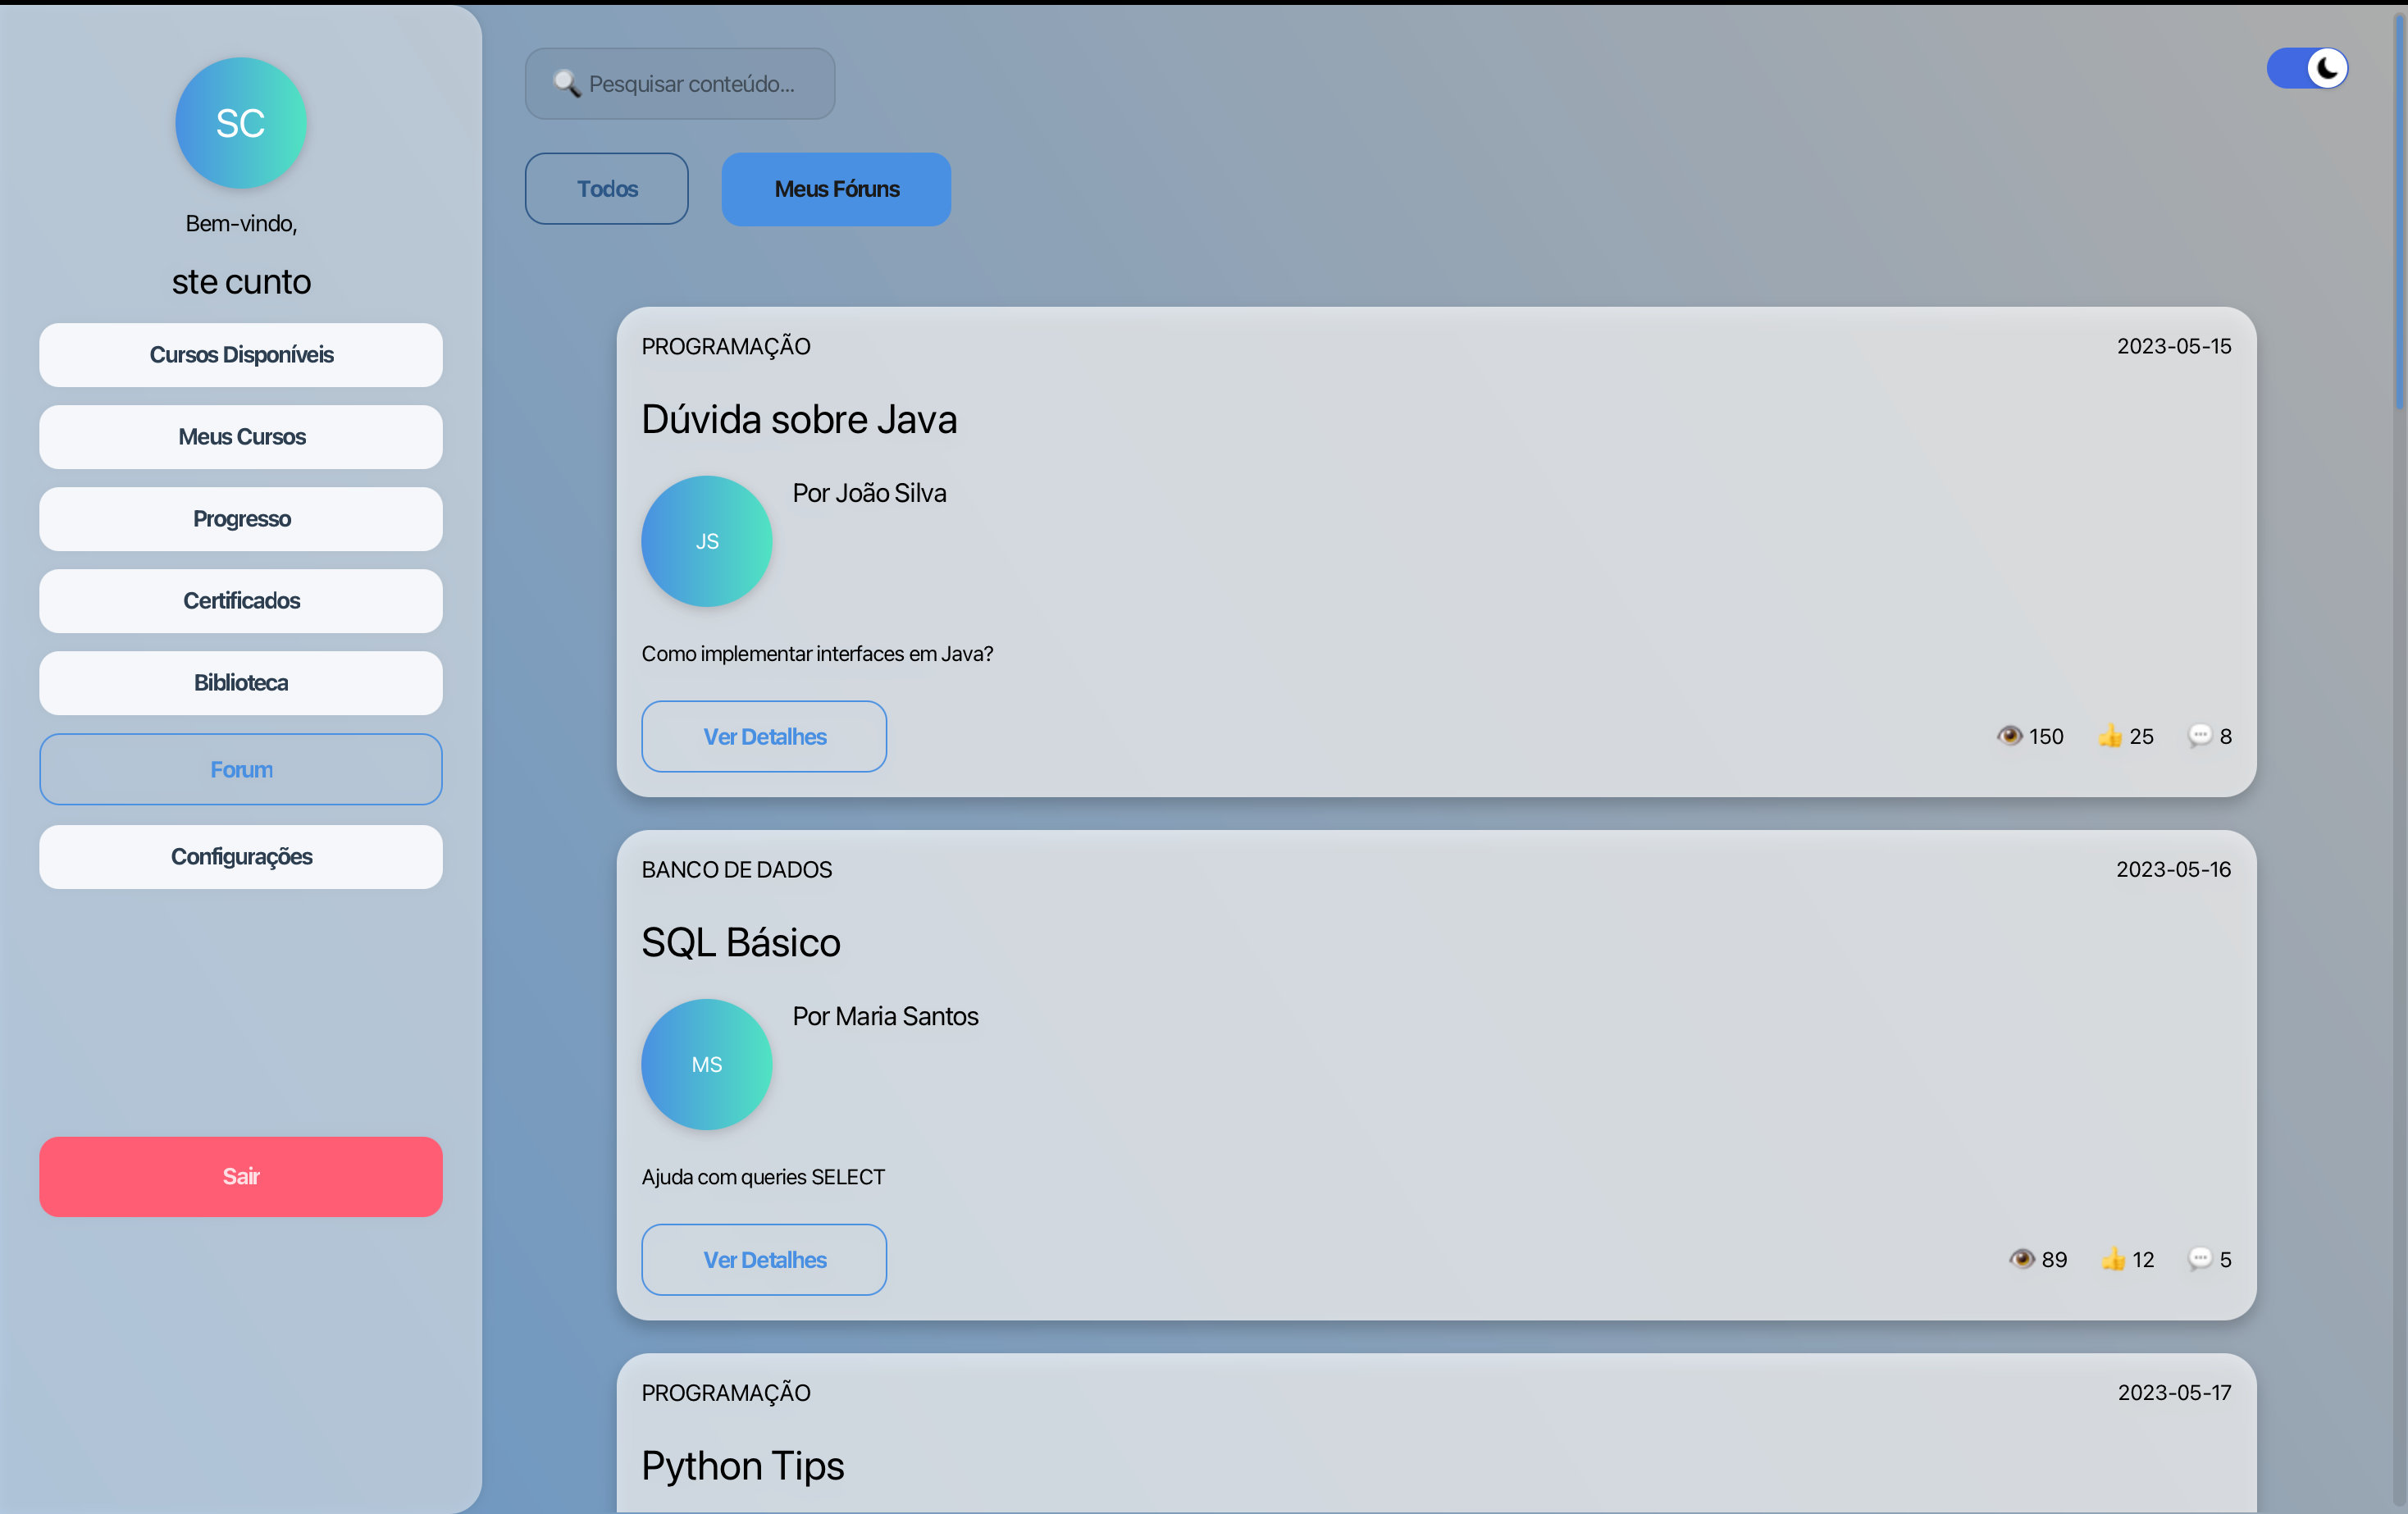 SC
Bem-vindo,
ste cunto
Cursos Disponíveis
Meus Cursos
Progresso
Certificados
Biblioteca
Forum
Configurações
Sair
Pesquisar conteúdo...
Todos
Meus Fóruns
PROGRAMAÇÃO 2023-05-15
Dúvida sobre Java
JS
Por João Silva
Como implementar interfaces em Java?
Ver Detalhes
150 25 8
BANCO DE DADOS 2023-05-16
SQL Básico
MS
Por Maria Santos
Ajuda com queries SELECT
Ver Detalhes
89 12 5
PROGRAMAÇÃO 2023-05-17
Python Tips